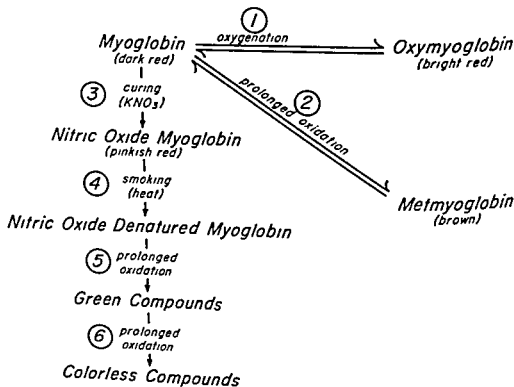 ①
oxygenation
Myoglobin
(dark red)
Oxymyoglobin
(bright red)
②
prolonged oxidation
③ curing
(KNO₃)
Nitric Oxide Myoglobin
(pinkish red)
④ smoking
(heat)
Metmyoglobin
(brown)
Nitric Oxide Denatured Myoglobin
⑤ prolonged
oxidation
Green Compounds
⑥ prolonged
oxidation
Colorless Compounds